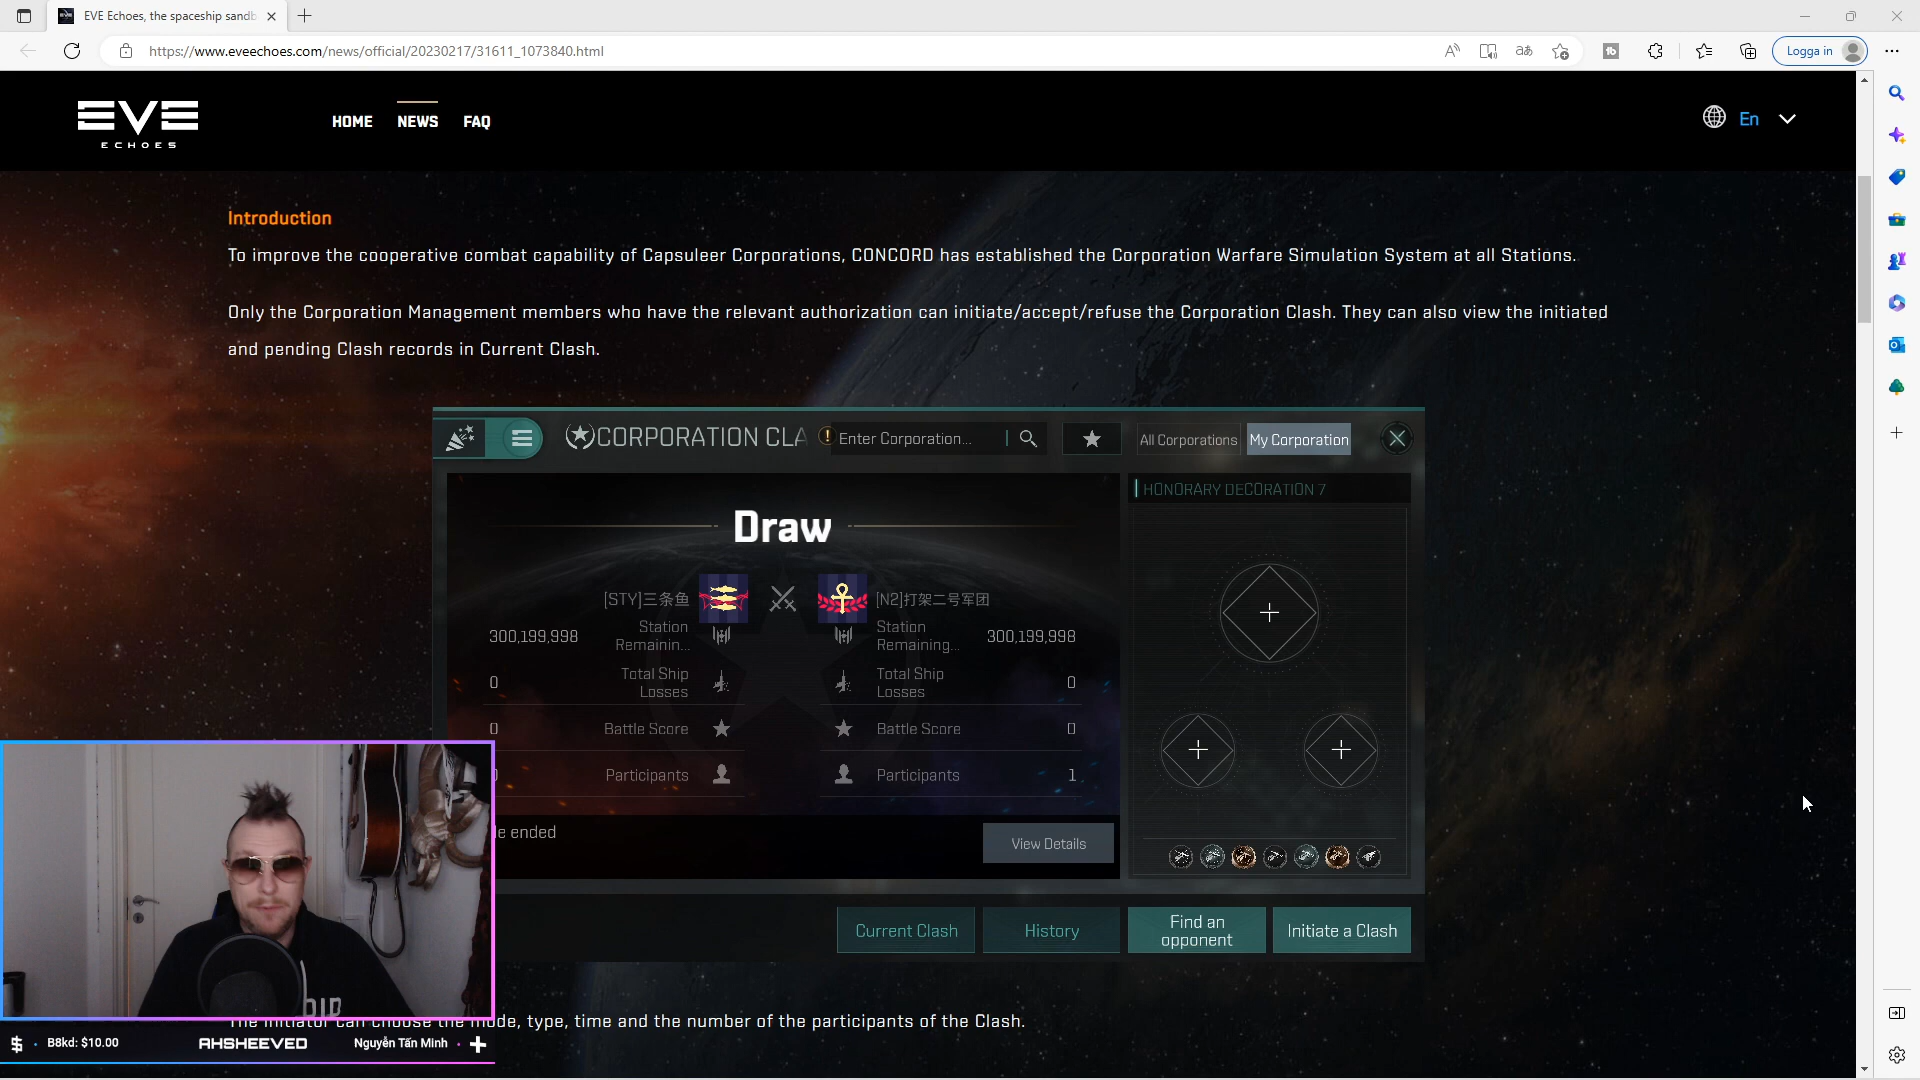 EVE Echoes, the spaceship sandb
https://www.eveechoes.com/news/official/20230217/31611_1073840.html
Logga in
EVE
ECHOES
HOME NEWS FAQ
En
Introduction
To improve the cooperative combat capability of Capsuleer Corporations, CONCORD has established the Corporation Warfare Simulation System at all Stations.
Only the Corporation Management members who have the relevant authorization can initiate/accept/refuse the Corporation Clash. They can also view the initiated
and pending Clash records in Current Clash.
CORPORATION CLA
Enter Corporation...
All Corporations
My Corporation
HONORARY DECORATION 7
Draw
[STY]三条鱼
[N2]打架二号军团
300,199,998
Station
Remainin...
Station
Remaining...
300,199,998
0
Total Ship
Losses
Total Ship
Losses
0
0
Battle Score
Battle Score
0
Participants
Participants
1
le ended
View Details
Current Clash
History
Find an
opponent
Initiate a Clash
The initiator can choose the mode, type, time and the number of the participants of the Clash.
B8kd: $10.00
AHSHEEVED
Nguyễn Tấn Minh